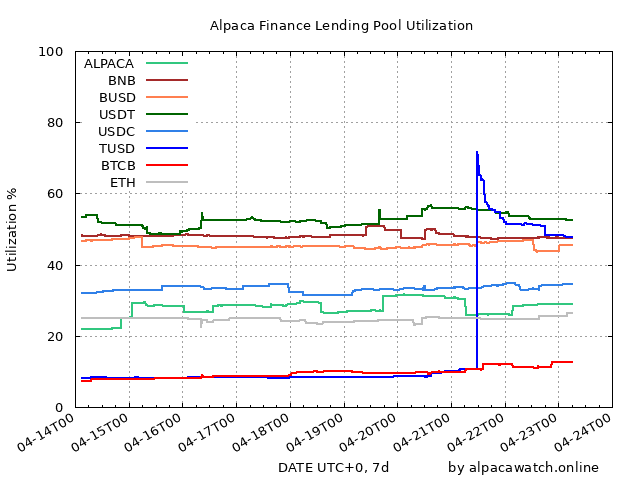 Alpaca Finance Lending Pool Utilization
100
80
60
40
20
0
Utilization %
ALPACA
BNB
BUSD
USDT
USDC
TUSD
BTCB
ETH
04-14T00
04-15T00
04-16T00
04-17T00
04-18T00
04-19T00
04-20T00
04-21T00
04-22T00
04-23T00
04-24T00
DATE UTC+0, 7d
by alpacawatch.online